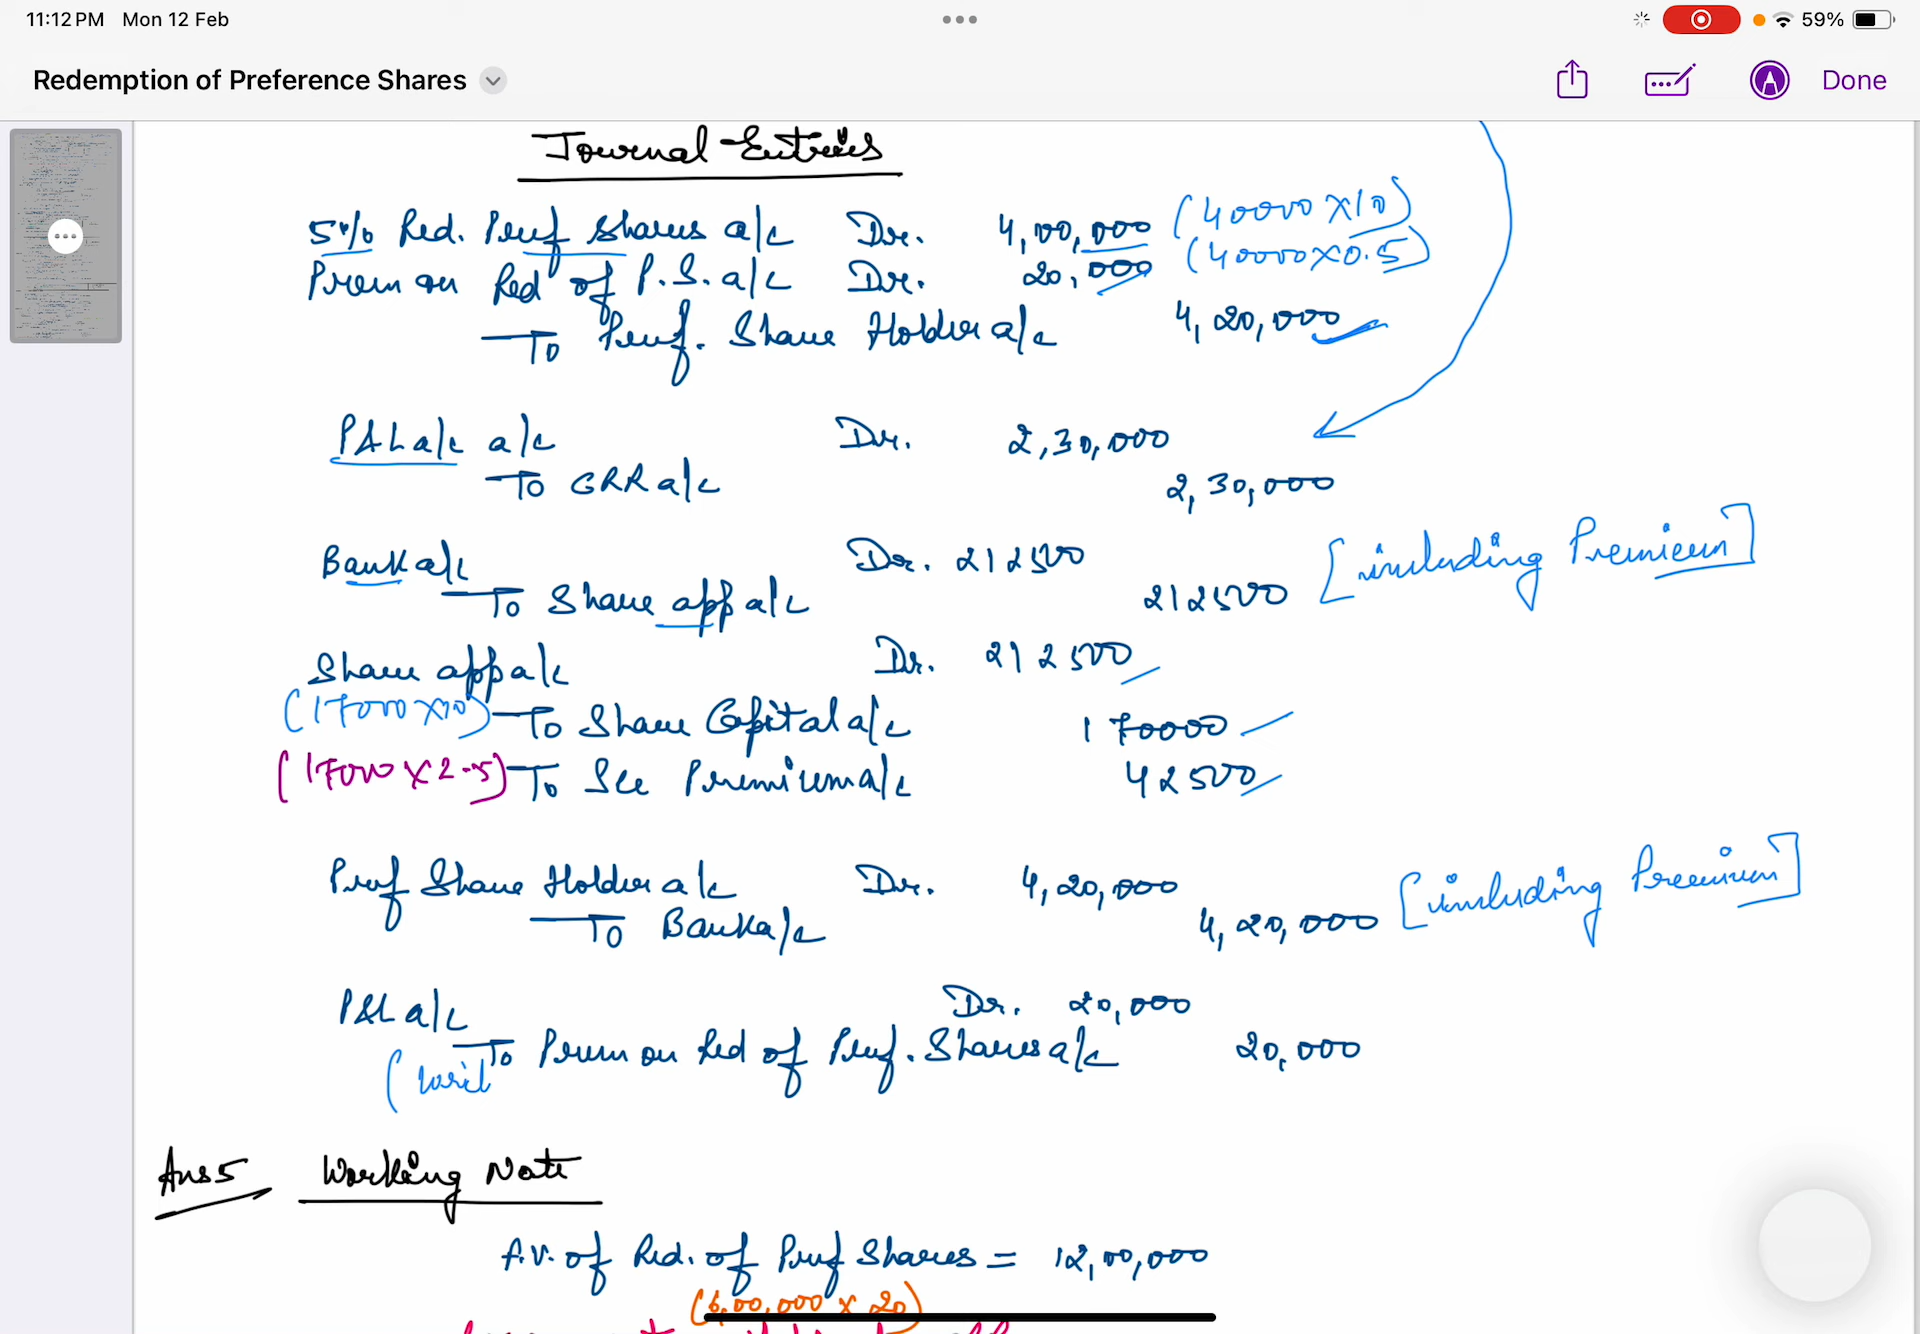 11:12 PM Mon 12 Feb
59%
Redemption of Preference Shares
Done
Journal Entries
5% Red. Pref Shares a/c Dr. 4,00,000 (40000 x 10)
Prem on Red of P.S. a/c Dr. 20,000 (40000 x 0.5)
To Pref. Share Holder a/c 4,20,000
P&L a/c a/c Dr. 2,30,000
To CRR a/c 2,30,000
Bank a/c Dr. 212500
To Share app a/c 212500 [including Premium]
Share app a/c Dr. 212500
(17000 x 10) To Share Capital a/c 170000
(17000 x 2.5) To Sec Premium a/c 42500
Pref Share Holder a/c Dr. 4,20,000
To Bank a/c 4,20,000 [including Premium]
P&L a/c Dr. 20,000
To Prem on Red of Pref. Shares a/c 20,000
Ans 5 Working Note
A.V. of Red. of Pref Shares = 12,00,000
(6,00,000 x 20)